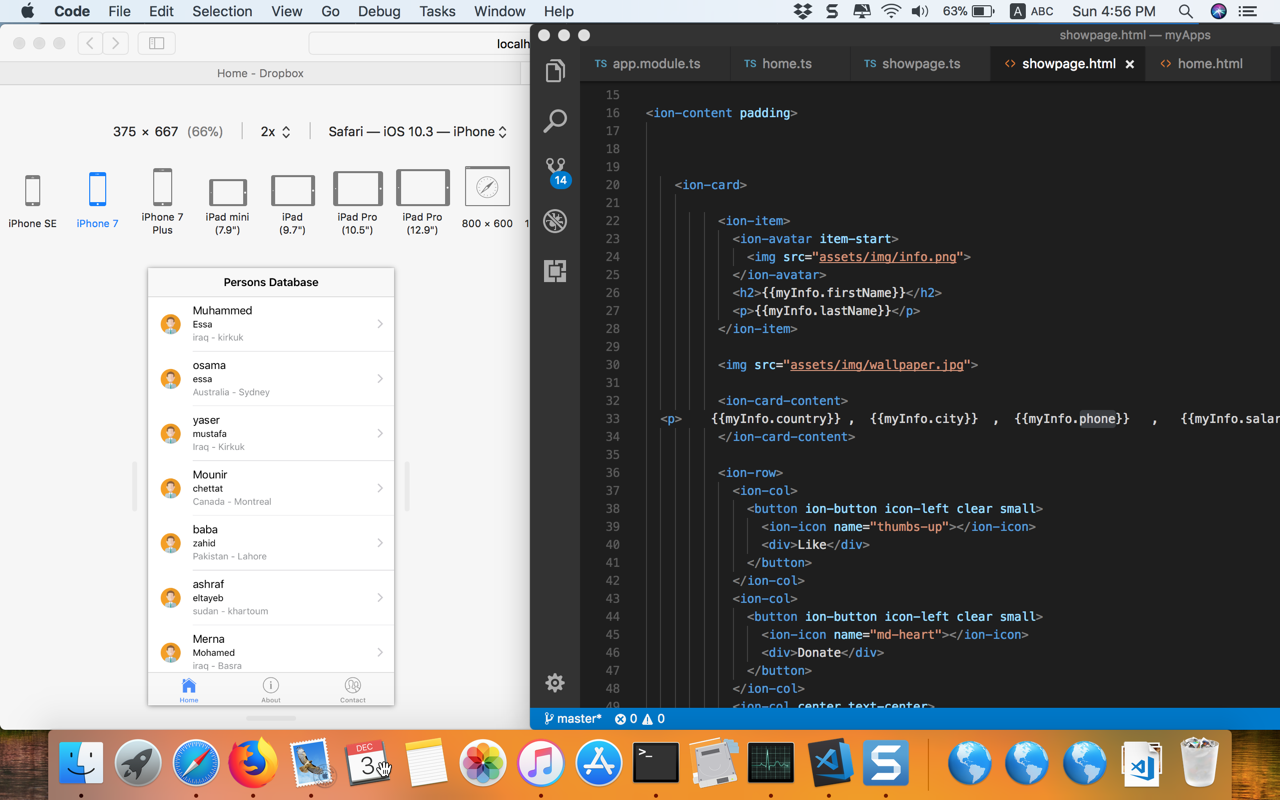 Code File Edit Selection View Go Debug Tasks Window Help 63% A ABC Sun 4:56 PM
localh
Home - Dropbox
375 × 667 (66%) 2x Safari — iOS 10.3 — iPhone
iPhone SE
iPhone 7
iPhone 7 Plus
iPad mini (7.9")
iPad (9.7")
iPad Pro (10.5")
iPad Pro (12.9")
800 × 600
Persons Database
Muhammed
Essa
iraq - kirkuk
osama
essa
Australia - Sydney
yaser
mustafa
Iraq - Kirkuk
Mounir
chettat
Canada - Montreal
baba
zahid
Pakistan - Lahore
ashraf
eltayeb
sudan - khartoum
Merna
Mohamed
iraq - Basra
Home About Contact
showpage.html — myApps
TS app.module.ts TS home.ts TS showpage.ts <> showpage.html × <> home.html
14
15
16 <ion-content padding>
17
18
19
20 <ion-card>
21
22 <ion-item>
23 <ion-avatar item-start>
24 <img src="assets/img/info.png">
25 </ion-avatar>
26 <h2>{{myInfo.firstName}}</h2>
27 <p>{{myInfo.lastName}}</p>
28 </ion-item>
29
30 <img src="assets/img/wallpaper.jpg">
31
32 <ion-card-content>
33 <p> {{myInfo.country}} , {{myInfo.city}} , {{myInfo.phone}} , {{myInfo.salar
34 </ion-card-content>
35
36 <ion-row>
37 <ion-col>
38 <button ion-button icon-left clear small>
39 <ion-icon name="thumbs-up"></ion-icon>
40 <div>Like</div>
41 </button>
42 </ion-col>
43 <ion-col>
44 <button ion-button icon-left clear small>
45 <ion-icon name="md-heart"></ion-icon>
46 <div>Donate</div>
47 </button>
48 </ion-col>
49 <ion-col center text-center>
master* 0 0
DEC
3